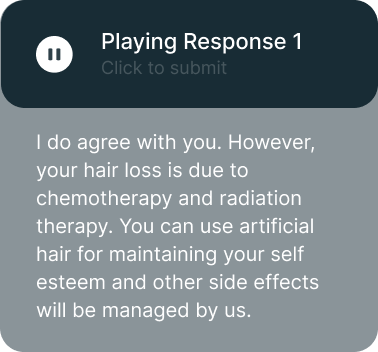 Playing Response 1
Click to submit
I do agree with you. However,
your hair loss is due to
chemotherapy and radiation
therapy. You can use artificial
hair for maintaining your self
esteem and other side effects
will be managed by us.